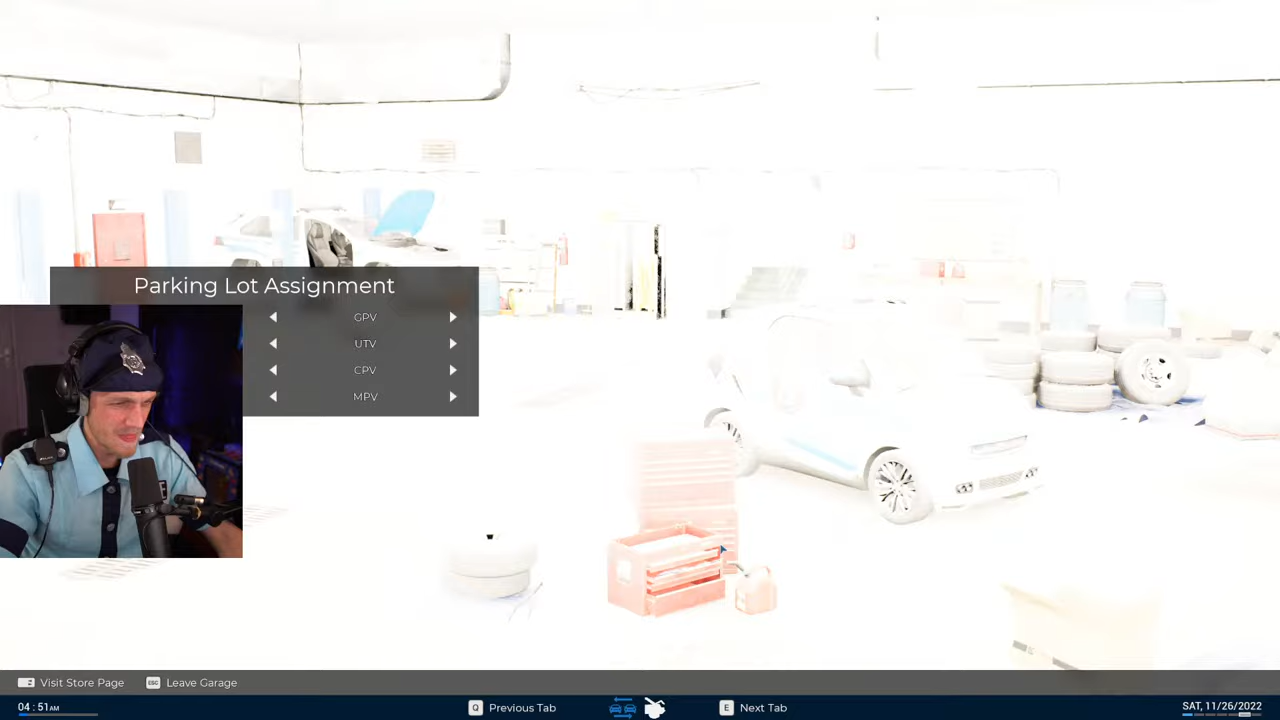 Parking Lot Assignment
GPV
UTV
CPV
MPV
Visit Store Page
ESC Leave Garage
04 : 51AM
Q Previous Tab
E Next Tab
SAT, 11/26/2022